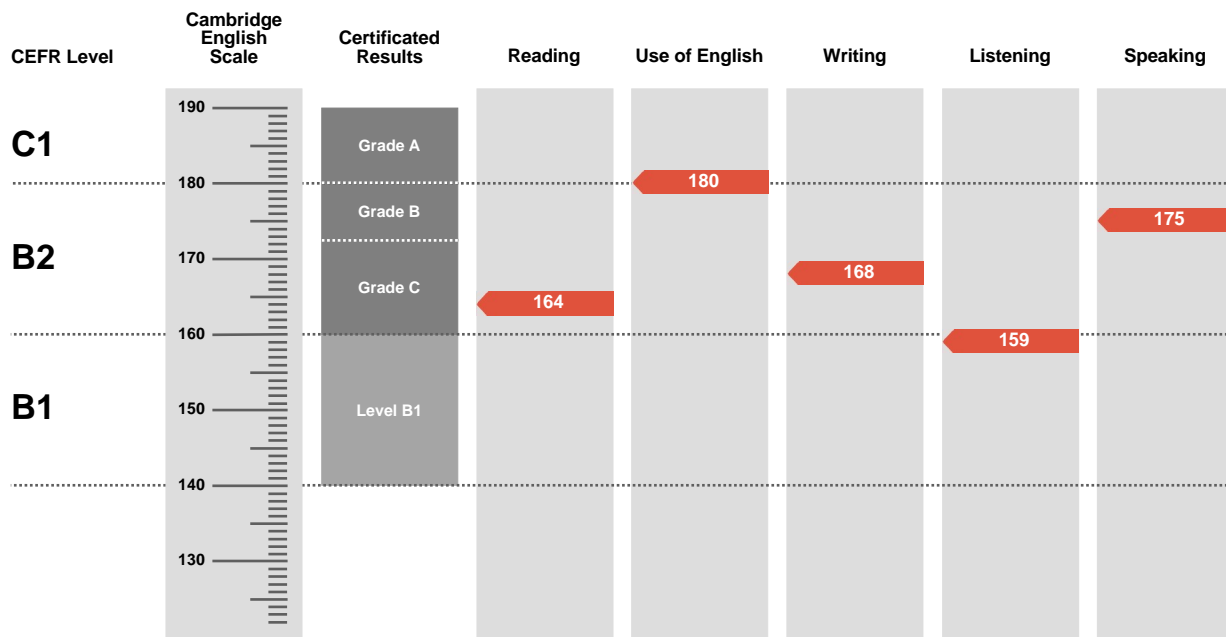 CEFR Level
Cambridge
English
Scale
Certificated
Results
Reading
Use of English
Writing
Listening
Speaking
190
C1
Grade A
180
180
Grade B
175
B2
170
168
Grade C
164
160
159
B1
150
Level B1
140
130